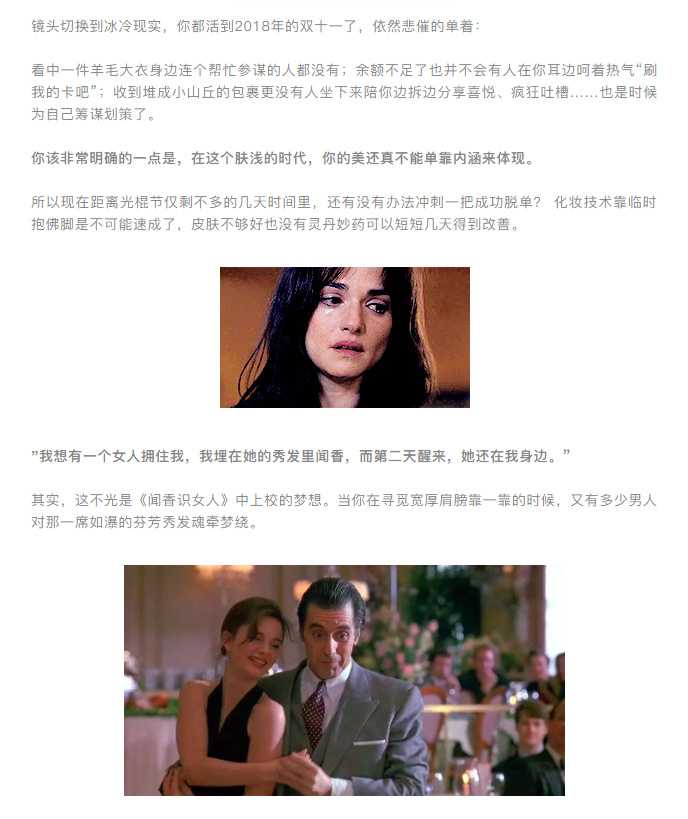 镜头切换到冰冷现实，你都活到2018年的双十一了，依然悲催的单着：
看中一件羊毛大衣身边连个帮忙参谋的人都没有；余额不足了也并不会有人在你耳边呵着热气“刷
我的卡吧”；收到堆成小山丘的包裹更没有人坐下来陪你边拆边分享喜悦、疯狂吐槽……也是时候
为自己筹谋划策了。
你该非常明确的一点是，在这个肤浅的时代，你的美还真不能单靠内涵来体现。
所以现在距离光棍节仅剩不多的几天时间里，还有没有办法冲刺一把成功脱单？ 化妆技术靠临时
抱佛脚是不可能速成了，皮肤不够好也没有灵丹妙药可以短短几天得到改善。
”我想有一个女人拥住我，我埋在她的秀发里闻香，而第二天醒来，她还在我身边。”
其实，这不光是《闻香识女人》中上校的梦想。当你在寻觅宽厚肩膀靠一靠的时候，又有多少男人
对那一席如瀑的芬芳秀发魂牵梦绕。